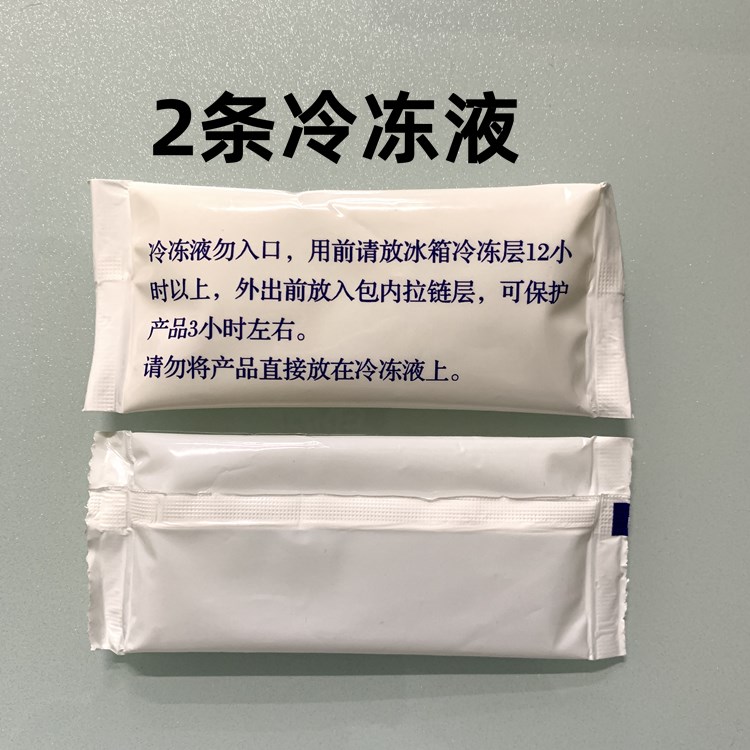 2条冷冻液
冷冻液勿入口，用前请放冰箱冷冻层12小
时以上，外出前放入包内拉链层，可保护
产品3小时左右。
请勿将产品直接放在冷冻液上。